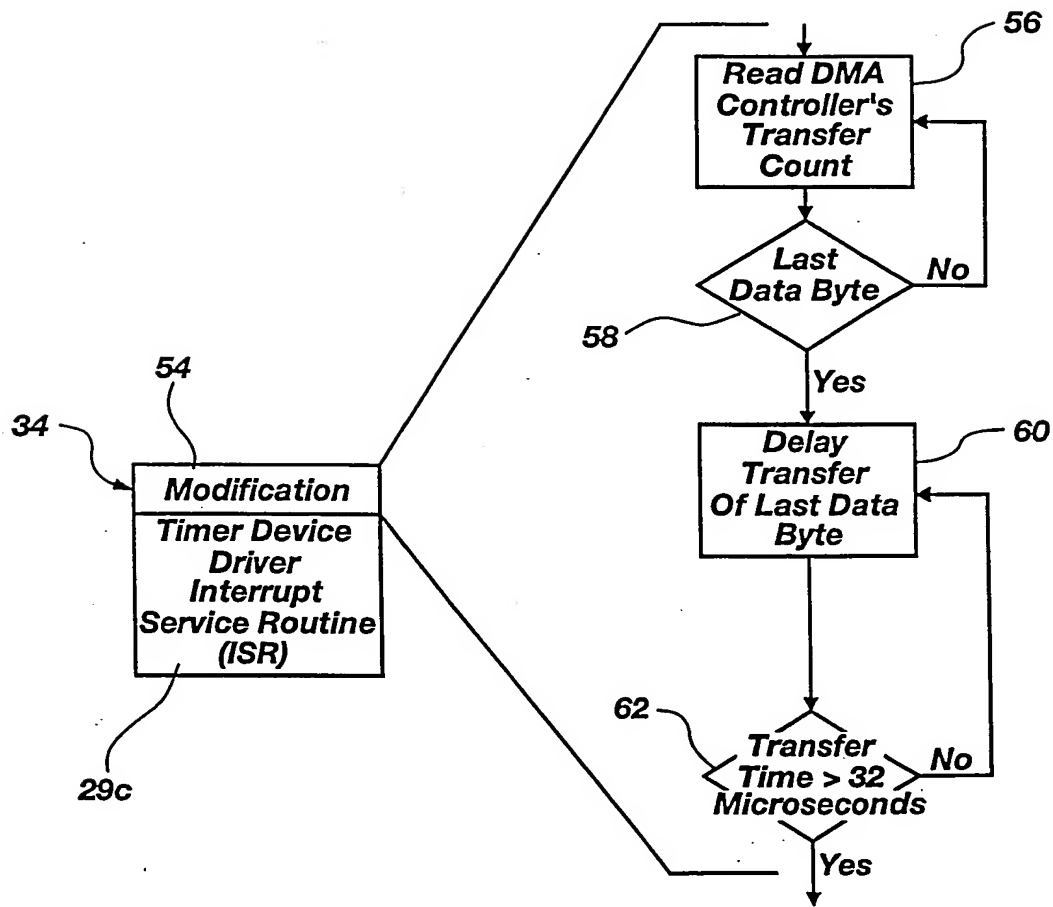 56
Read DMA
Controller's
Transfer
Count
Last
Data Byte
No
58
Yes
54
34
Modification
Timer Device
Driver
Interrupt
Service Routine
(ISR)
29c
60
Delay
Transfer
Of Last Data
Byte
62
Transfer
Time > 32
Microseconds
No
Yes